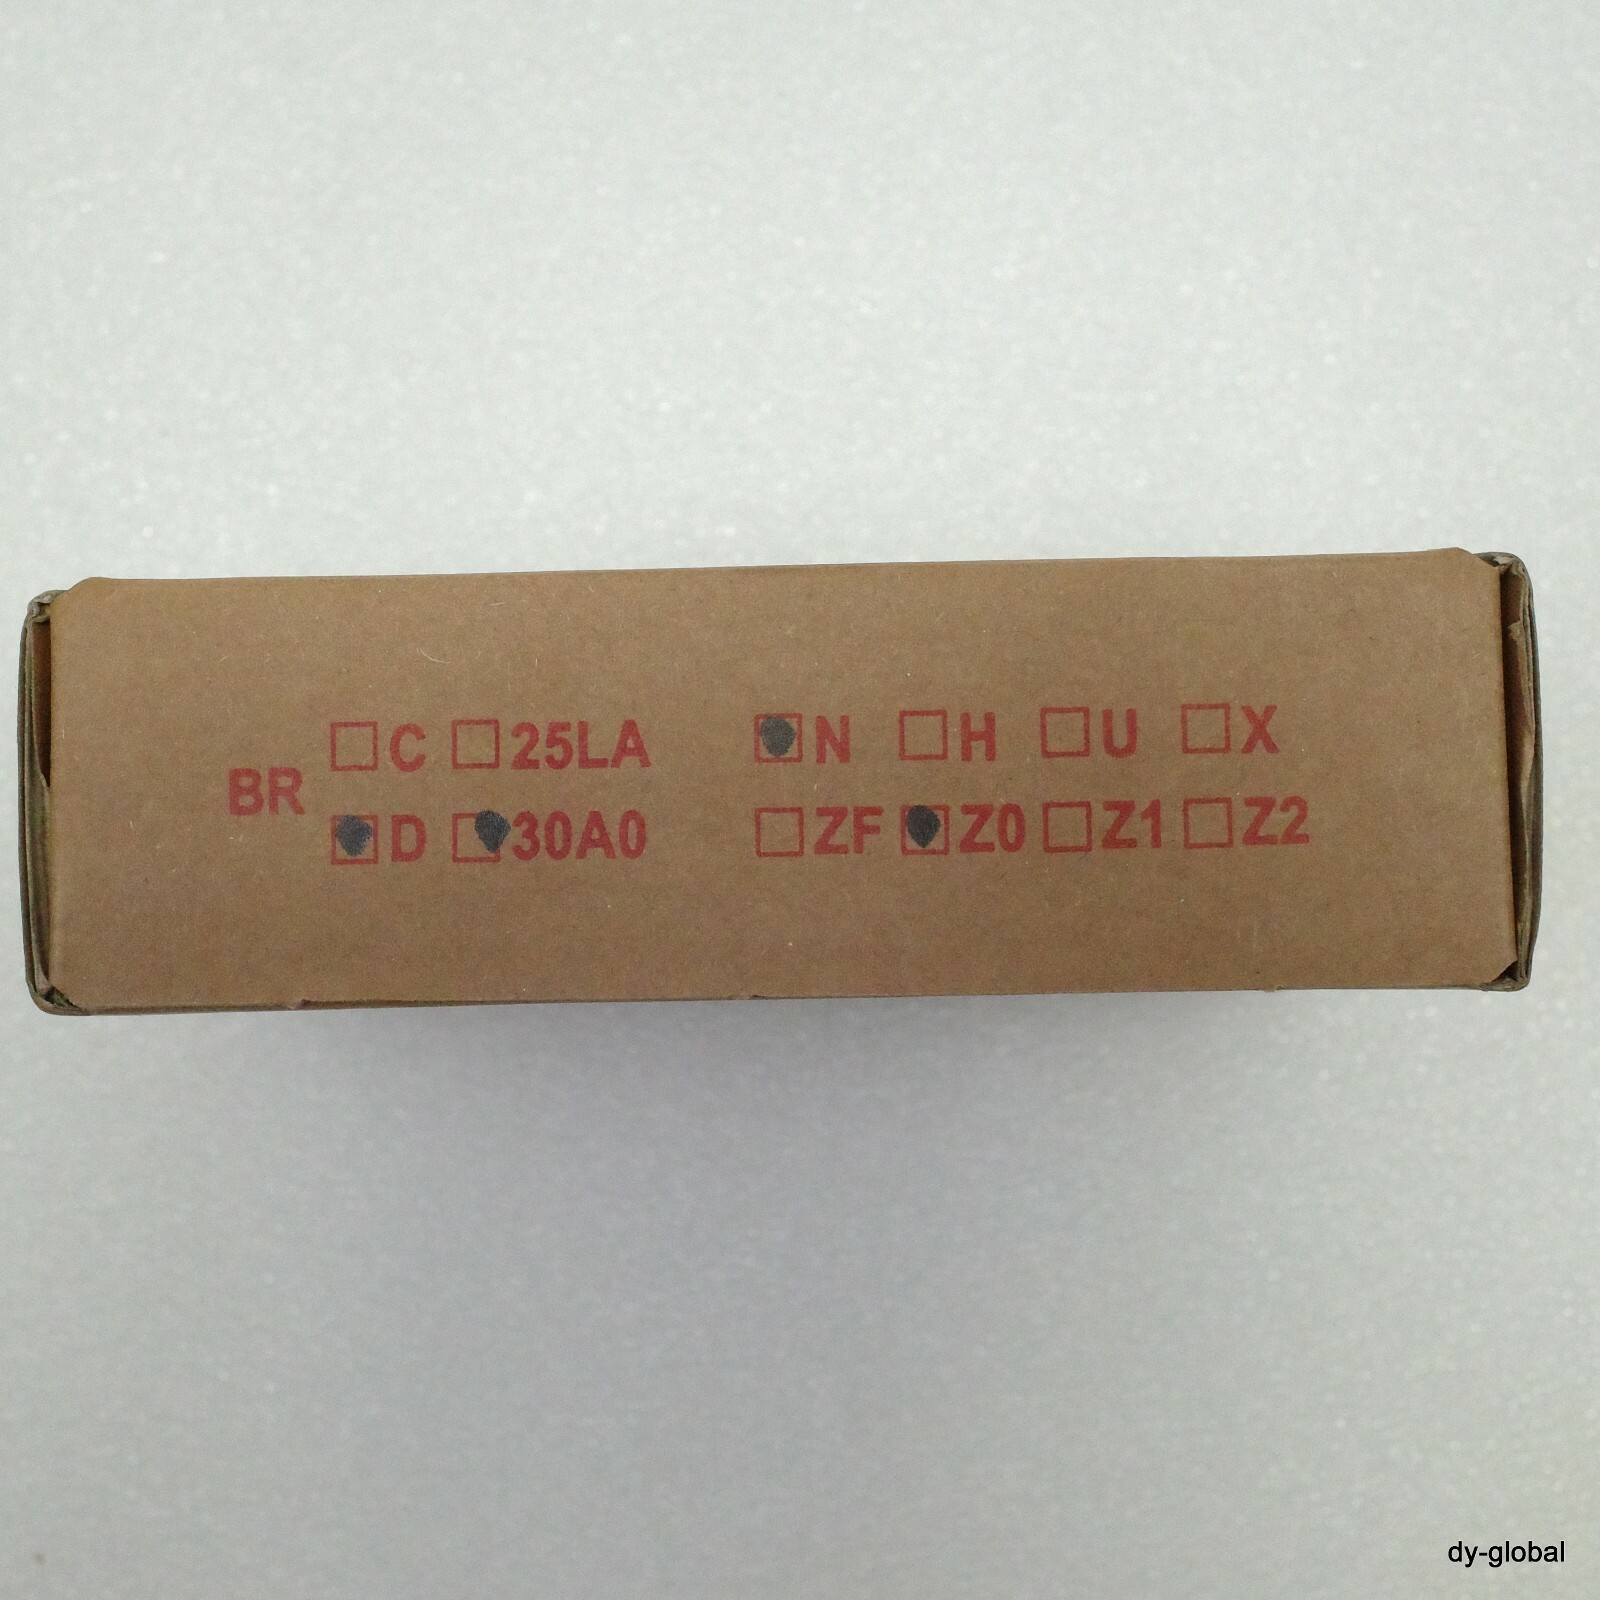 ☐C ☐25LA ☑N ☐H ☐U ☐X
BR
☑D ☑30A0 ☐ZF ☑Z0 ☐Z1 ☐Z2
dy-global